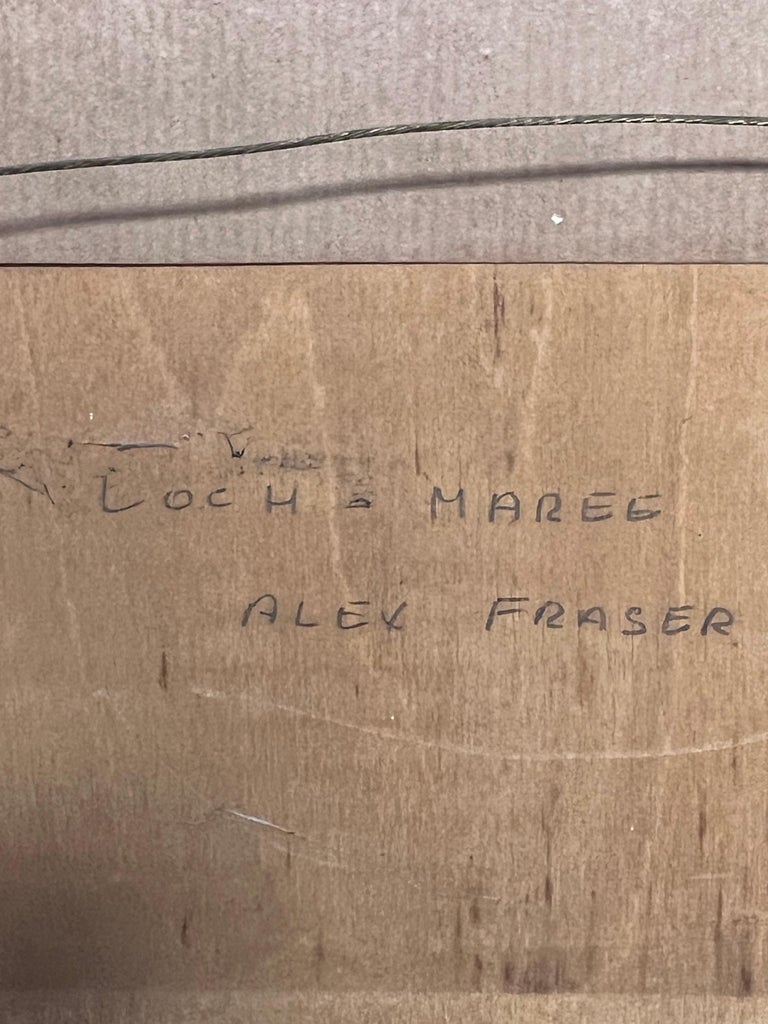 LOCH = MAREE
ALEX FRASER